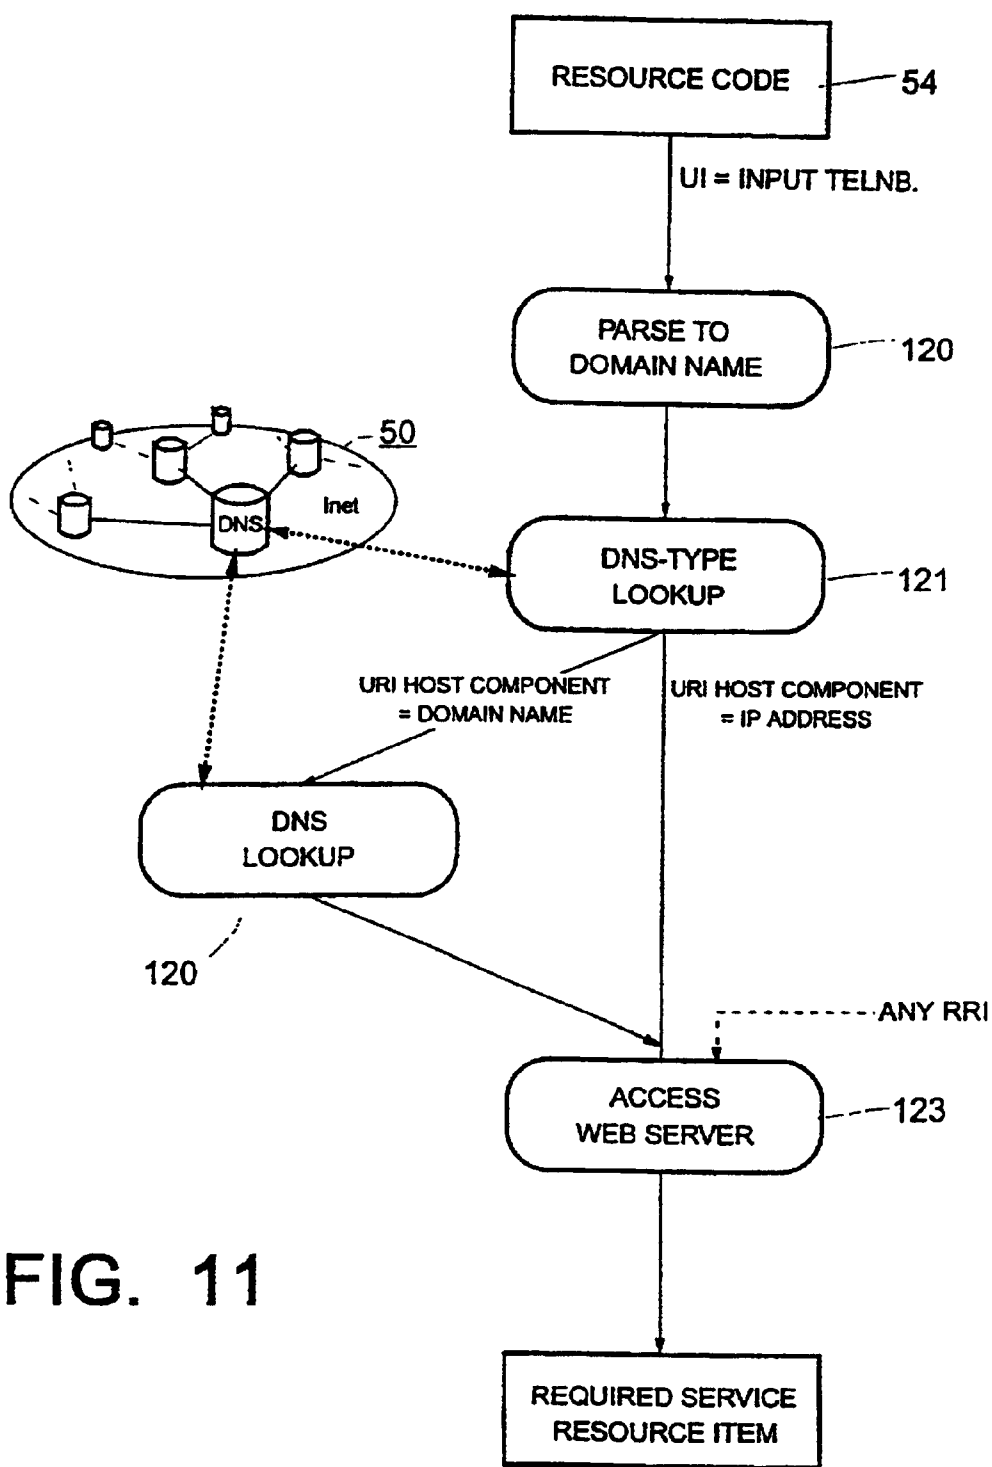 RESOURCE CODE
54
UI = INPUT TELNB.
PARSE TO
DOMAIN NAME
120
50
Inet
DNS
DNS-TYPE
LOOKUP
121
URI HOST COMPONENT
= DOMAIN NAME
URI HOST COMPONENT
= IP ADDRESS
DNS
LOOKUP
120
ANY RRI
ACCESS
WEB SERVER
123
FIG. 11
REQUIRED SERVICE
RESOURCE ITEM